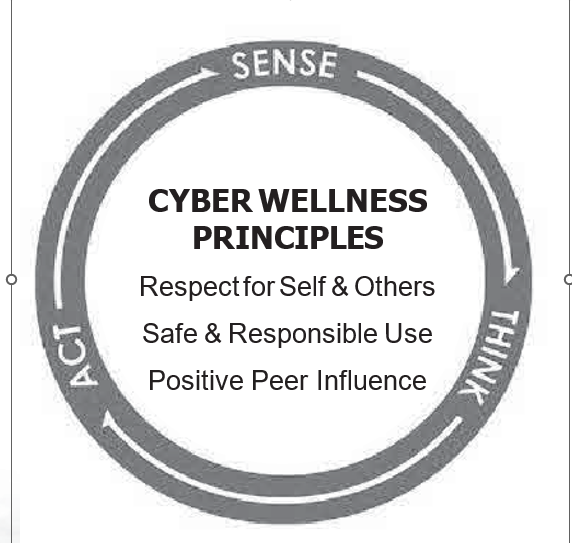 SENSE
CYBER WELLNESS
PRINCIPLES
Respect for Self & Others
Safe & Responsible Use
Positive Peer Influence
THINK
ACT